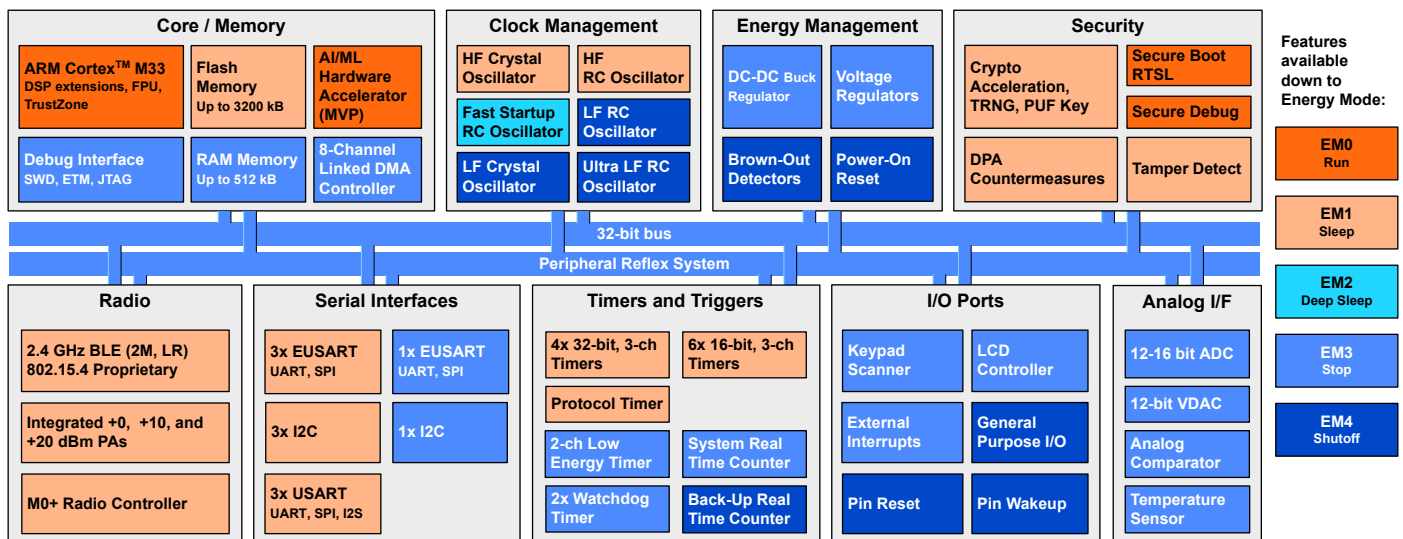 Core / Memory
ARM Cortex™ M33
DSP extensions, FPU,
TrustZone
Flash
Memory
Up to 3200 kB
AI/ML
Hardware
Accelerator
(MVP)
Debug Interface
SWD, ETM, JTAG
RAM Memory
Up to 512 kB
8-Channel
Linked DMA
Controller
Clock Management
HF Crystal
Oscillator
HF
RC Oscillator
Fast Startup
RC Oscillator
LF RC
Oscillator
LF Crystal
Oscillator
Ultra LF RC
Oscillator
Energy Management
DC-DC Buck
Regulator
Voltage
Regulators
Brown-Out
Detectors
Power-On
Reset
Security
Crypto
Acceleration,
TRNG, PUF Key
Secure Boot
RTSL
Secure Debug
DPA
Countermeasures
Tamper Detect
Features
available
down to
Energy Mode:
EM0
Run
EM1
Sleep
EM2
Deep Sleep
EM3
Stop
EM4
Shutoff
32-bit bus
Peripheral Reflex System
Radio
2.4 GHz BLE (2M, LR)
802.15.4 Proprietary
Integrated +0, +10, and
+20 dBm PAs
M0+ Radio Controller
Serial Interfaces
3x EUSART
UART, SPI
1x EUSART
UART, SPI
3x I2C
1x I2C
3x USART
UART, SPI, I2S
Timers and Triggers
4x 32-bit, 3-ch
Timers
6x 16-bit, 3-ch
Timers
Protocol Timer
2-ch Low
Energy Timer
System Real
Time Counter
2x Watchdog
Timer
Back-Up Real
Time Counter
I/O Ports
Keypad
Scanner
LCD
Controller
External
Interrupts
General
Purpose I/O
Pin Reset
Pin Wakeup
Analog I/F
12-16 bit ADC
12-bit VDAC
Analog
Comparator
Temperature
Sensor